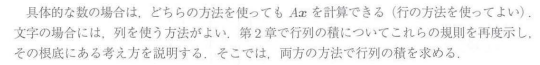 具体的な数の場合は，どちらの方法を使っても Ax を計算できる（行の方法を使ってよい）．
文字の場合には，列を使う方法がよい．第2章で行列の積についてこれらの規則を再度示し，
その根底にある考え方を説明する．そこでは，両方の方法で行列の積を求める．